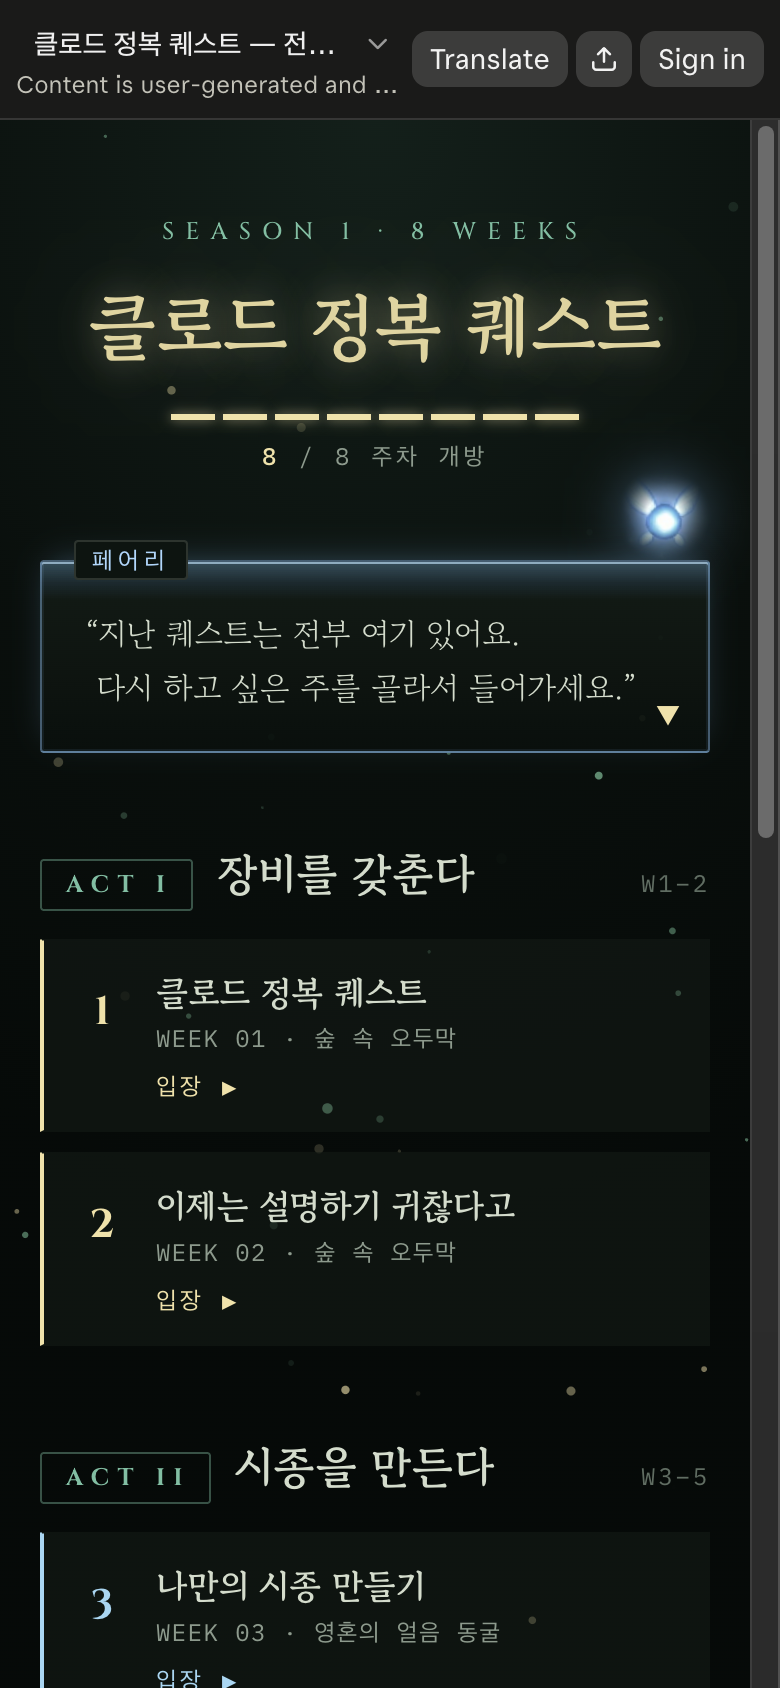 클로드 정복 퀘스트 — 전...
Content is user-generated and ...
Translate
Sign in
SEASON 1 · 8 WEEKS
클로드 정복 퀘스트
8 / 8 주차 개방
페어리
“지난 퀘스트는 전부 여기 있어요.
다시 하고 싶은 주를 골라서 들어가세요.”
▼
ACT I 장비를 갖춘다 W1–2
1
클로드 정복 퀘스트
WEEK 01 · 숲 속 오두막
입장 ▶
2
이제는 설명하기 귀찮다고
WEEK 02 · 숲 속 오두막
입장 ▶
ACT II 시종을 만든다 W3–5
3
나만의 시종 만들기
WEEK 03 · 영혼의 얼음 동굴
입장 ▶